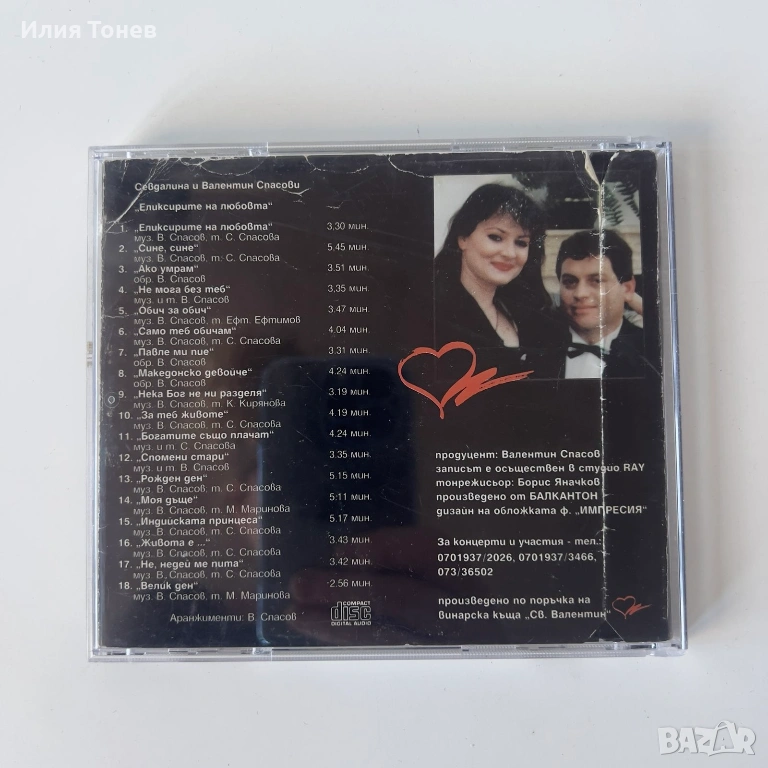 Илия Тонев
Севдалина и Валентин Спасови
„Еликсирите на любовта“
1. „Еликсирите на любовта“ 3.30 мин.
муз. В. Спасов, т. С. Спасова
2. „Сине, сине“ 5.45 мин.
муз. В. Спасов, т. С. Спасова
3. „Ако умрам“ 3.51 мин.
обр. В. Спасов
4. „Не мога без теб“ 3.35 мин.
муз. и т. В. Спасов
5. „Обич за обич“ 3.47 мин.
муз. В. Спасов, т. Ефт. Ефтимов
6. „Само теб обичам“ 4.04 мин.
муз. В. Спасов, т. С. Спасова
7. „Павле ми пие“ 3.31 мин.
обр. В. Спасов
8. „Македонско девойче“ 4.24 мин.
обр. В. Спасов
9. „Нека Бог не ни разделя“ 3.19 мин.
муз. В. Спасов, т. К. Кирянова
10. „За теб животе“ 4.19 мин.
муз. В. Спасов, т. С. Спасова
11. „Богатите също плачат“ 4.24 мин.
муз. и т. С. Спасова
12. „Спомени стари“ 3.35 мин.
муз. и т. В. Спасов
13. „Рожден ден“ 5.15 мин.
муз. В. Спасов, т. С. Спасова
14. „Моя дъще“ 5:11 мин.
муз. В. Спасов, т. М. Маринова
15. „Индийската принцеса“ 5.17 мин.
муз. В. Спасов, т. С. Спасова
16. „Живота е ...“ 3.43 мин.
муз. В. Спасов, т. С. Спасова
17. „Не, недей ме пита“ 3.42 мин.
муз. В. Спасов, т. С. Спасова
18. „Велик ден“ 2.56 мин.
муз. В. Спасов, т. М. Маринова
Аранжименти: В. Спасов
COMPACT
disc
DIGITAL AUDIO
продуцент: Валентин Спасов
записът е осъществен в студио RAY
тонрежисьор: Борис Яначков
произведено от БАЛКАНТОН
дизайн на обложката ф. „ИМПРЕСИЯ“
За концерти и участия - тел.:
0701937/2026, 0701937/3466,
073/36502
произведено по поръчка на
винарска къща „Св. Валентин“
BAZAR